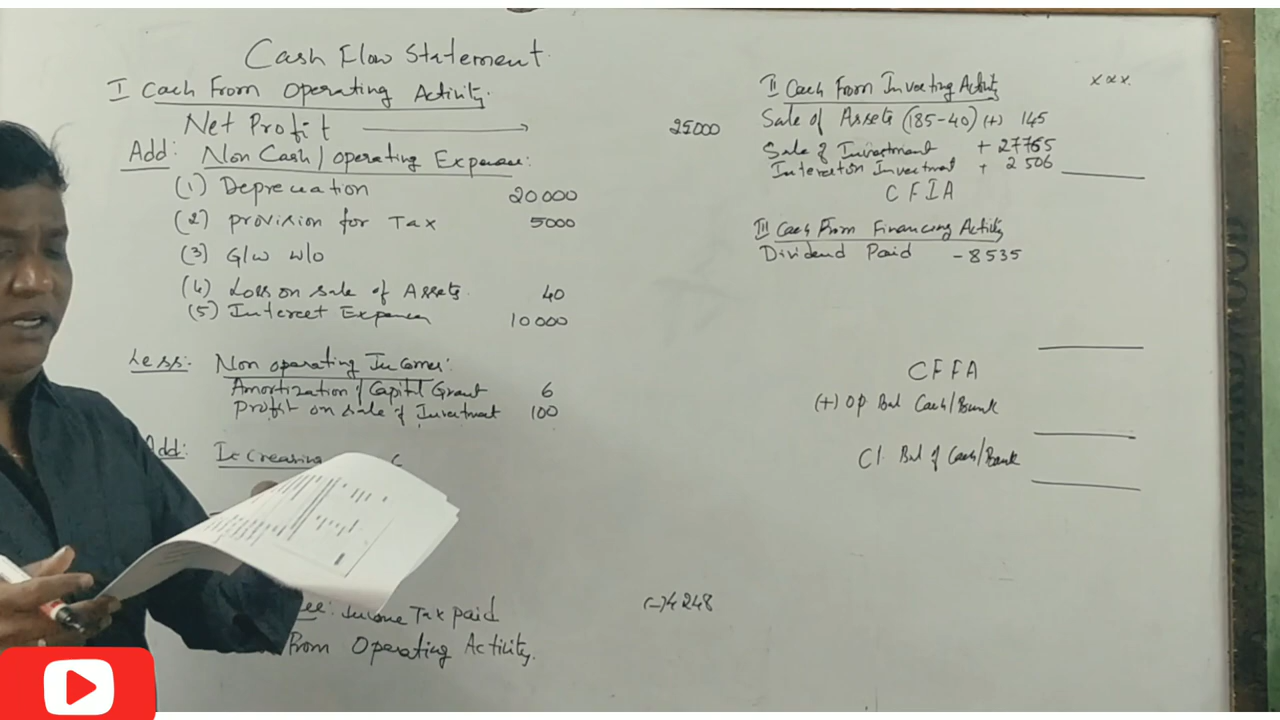 Cash Flow Statement
I Cash From Operating Activity.
Net Profit 25000
Add: Non Cash/operating Expense:
(1) Depreciation 20000
(2) provision for Tax 5000
(3) G/w w/o
(4) Loss on sale of Assets. 40
(5) Interest Expenses 10000
Less: Non operating Incomes:
Amortization of Capital Grant 6
Profit on sale of Investment 100
Add:
Income Tax paid (-)4248
From Operating Activity.
II Cash From Investing Activity xxx.
Sale of Assets (185-40) (+) 145
Sale of Investment + 27765
Interest on Investment + 2506
CFIA
III Cash From Financing Activity
Dividend Paid -8535
CFFA
(+) Op Bal Cash/Bank
Cl. Bal of Cash/Bank